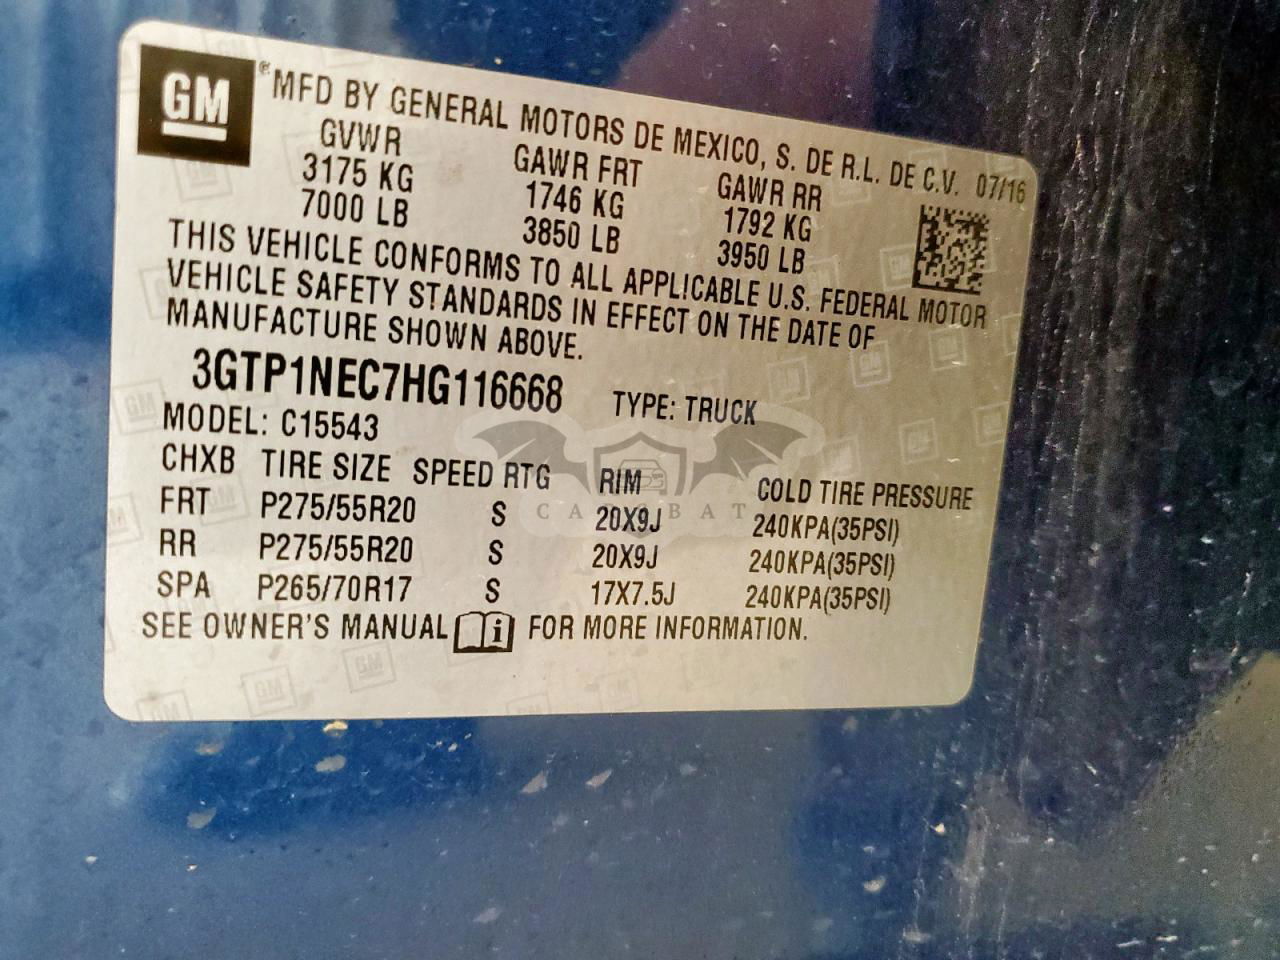 GM
® MFD BY GENERAL MOTORS DE MEXICO, S. DE R.L. DE C.V. 07/16
GVWR GAWR FRT GAWR RR
3175 KG 1746 KG 1792 KG
7000 LB 3850 LB 3950 LB
THIS VEHICLE CONFORMS TO ALL APPLICABLE U.S. FEDERAL MOTOR
VEHICLE SAFETY STANDARDS IN EFFECT ON THE DATE OF
MANUFACTURE SHOWN ABOVE.
3GTP1NEC7HG116668 TYPE: TRUCK
MODEL: C15543
CHXB TIRE SIZE SPEED RTG RIM COLD TIRE PRESSURE
FRT P275/55R20 S 20X9J 240KPA(35PSI)
RR P275/55R20 S 20X9J 240KPA(35PSI)
SPA P265/70R17 S 17X7.5J 240KPA(35PSI)
SEE OWNER'S MANUAL i FOR MORE INFORMATION.